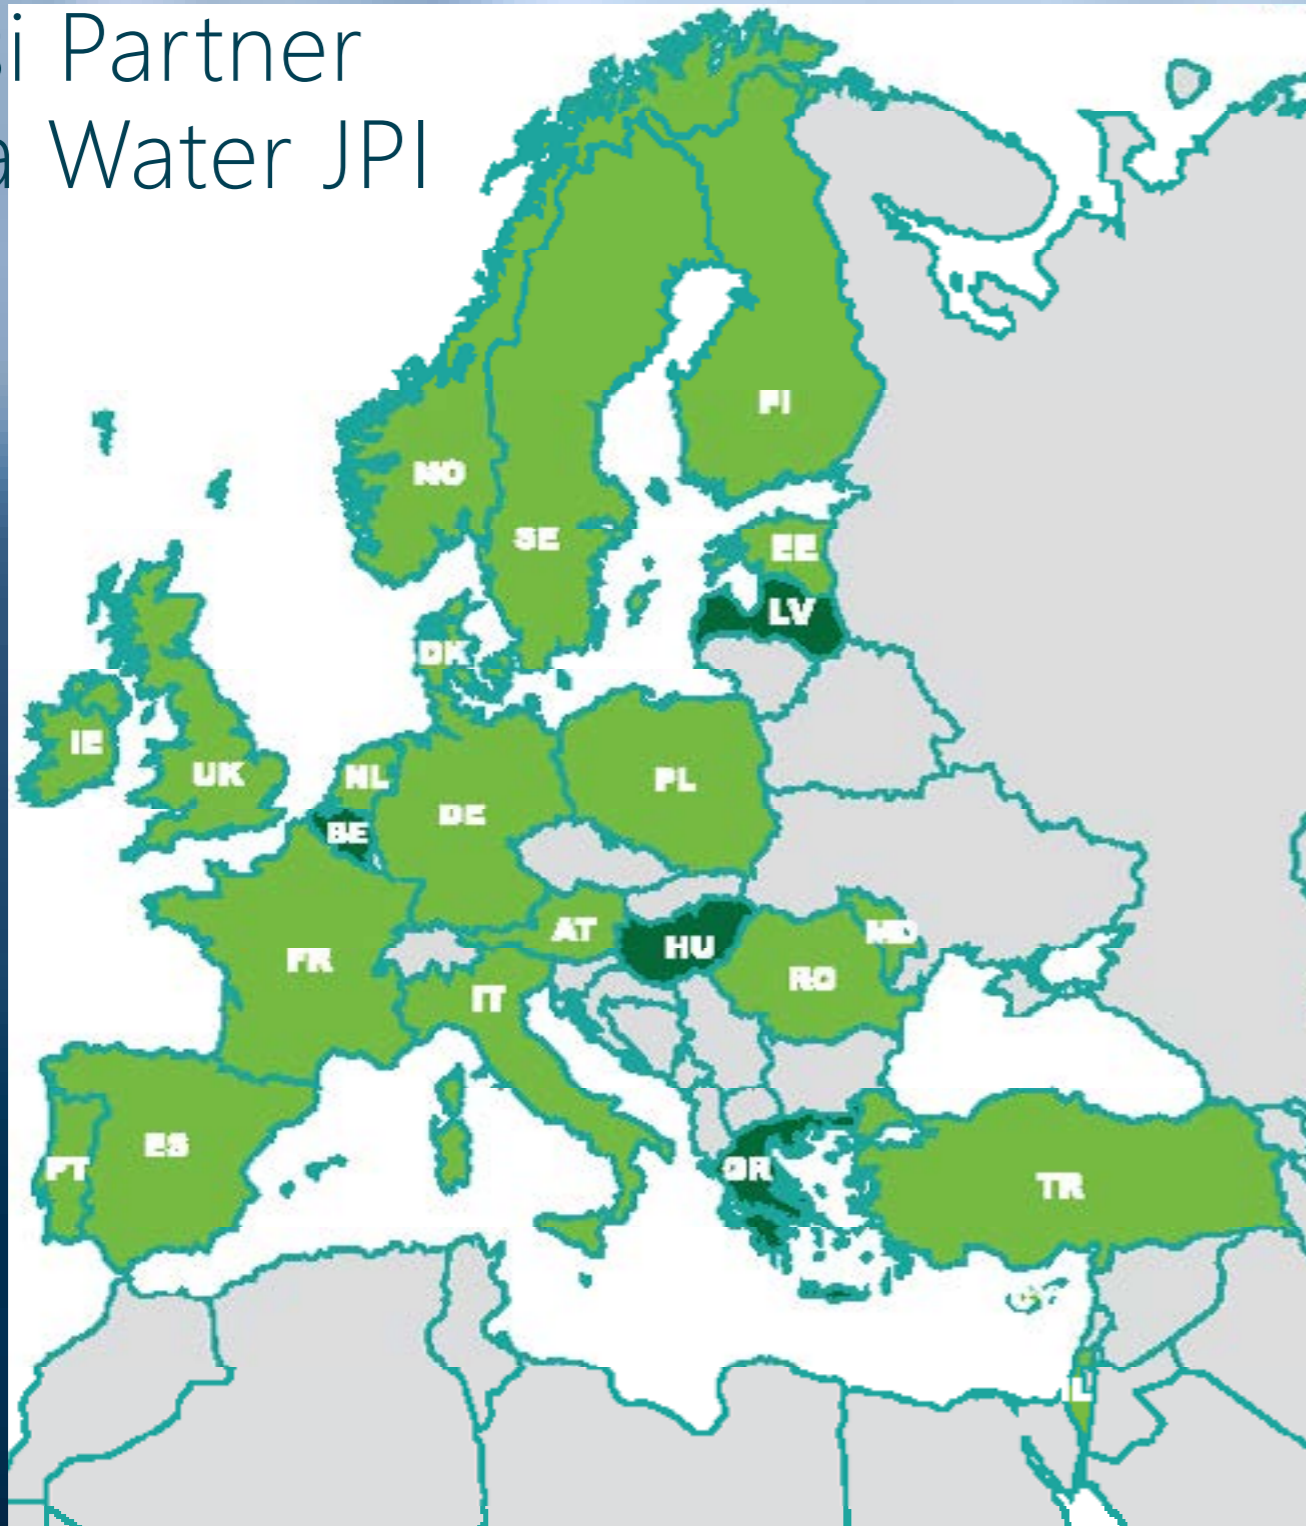 i Partner
a Water JPI
FI
NO
SE
EE
LV
DK
IE
UK
NL
PL
DE
BE
AT
MD
HU
FR
RO
IT
ES
PT
GR
TR
IL